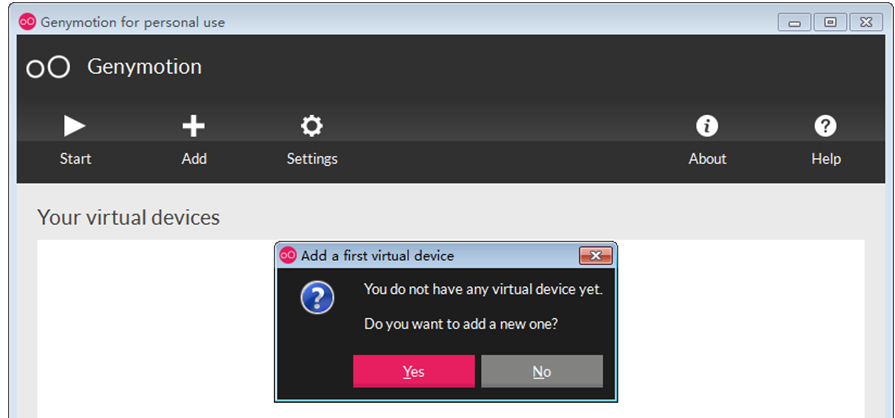 Genymotion for personal use
Genymotion
Start Add Settings About Help
Your virtual devices
Add a first virtual device
You do not have any virtual device yet.
Do you want to add a new one?
Yes No